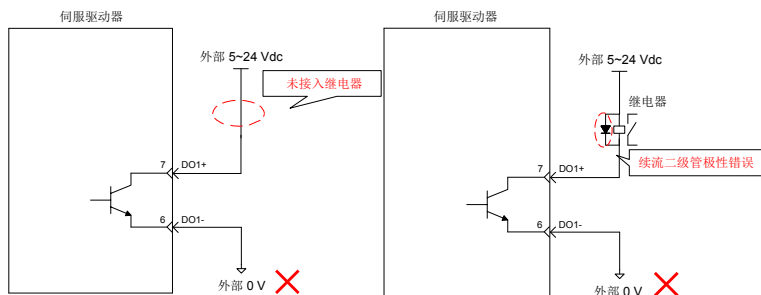 伺服驱动器
外部 5~24 Vdc
未接入继电器
7
DO1+
6
DO1-
外部 0 V
伺服驱动器
外部 5~24 Vdc
继电器
续流二级管极性错误
7
DO1+
6
DO1-
外部 0 V